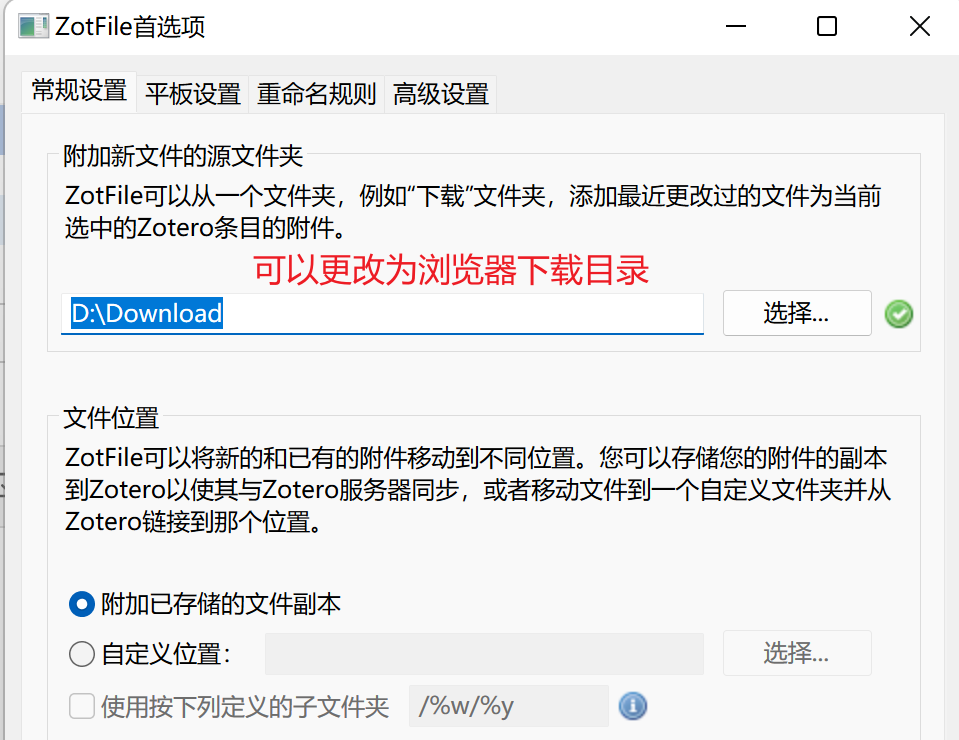 ZotFile首选项
常规设置 平板设置 重命名规则 高级设置
附加新文件的源文件夹
ZotFile可以从一个文件夹，例如“下载”文件夹，添加最近更改过的文件为当前
选中的Zotero条目的附件。
可以更改为浏览器下载目录
D:\Download 选择...
文件位置
ZotFile可以将新的和已有的附件移动到不同位置。您可以存储您的附件的副本
到Zotero以使其与Zotero服务器同步，或者移动文件到一个自定义文件夹并从
Zotero链接到那个位置。
附加已存储的文件副本
自定义位置： 选择...
使用按下列定义的子文件夹 /%w/%y